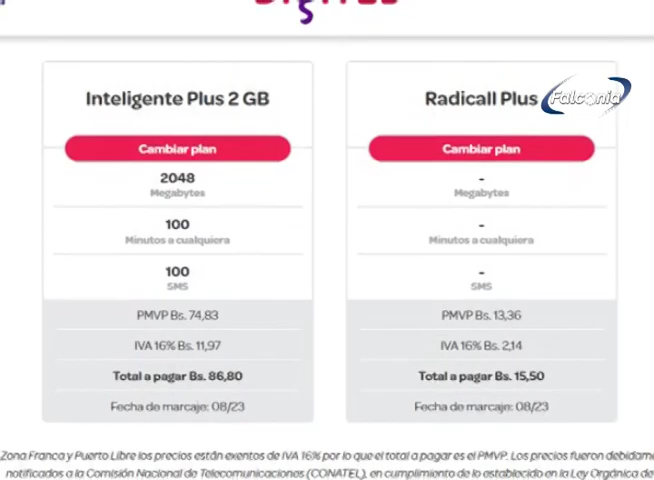 DIGITEL
Inteligente Plus 2 GB
Cambiar plan
2048
Megabytes
100
Minutos a cualquiera
100
SMS
PMVP Bs. 74,83
IVA 16% Bs. 11,97
Total a pagar Bs. 86,80
Fecha de marcaje: 08/23
Radicall Plus
Falconia
Cambiar plan
-
Megabytes
-
Minutos a cualquiera
-
SMS
PMVP Bs. 13,36
IVA 16% Bs. 2,14
Total a pagar Bs. 15,50
Fecha de marcaje: 08/23
Zona Franca y Puerto Libre los precios están exentos de IVA 16% por lo que el total a pagar es el PMVP. Los precios fueron debidam
notificados a la Comisión Nacional de Telecomunicaciones (CONATEL), en cumplimiento de lo establecido en la Ley Orgánica de